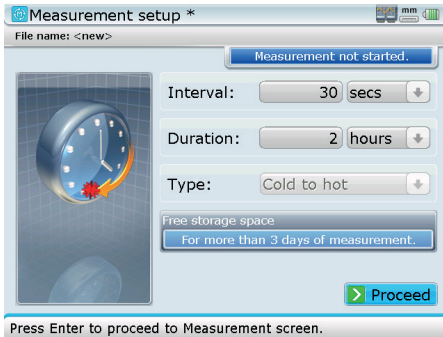 Measurement setup *
mm
File name: <new>
Measurement not started.
Interval: 30 secs
Duration: 2 hours
Type: Cold to hot
Free storage space
For more than 3 days of measurement.
Proceed
Press Enter to proceed to Measurement screen.